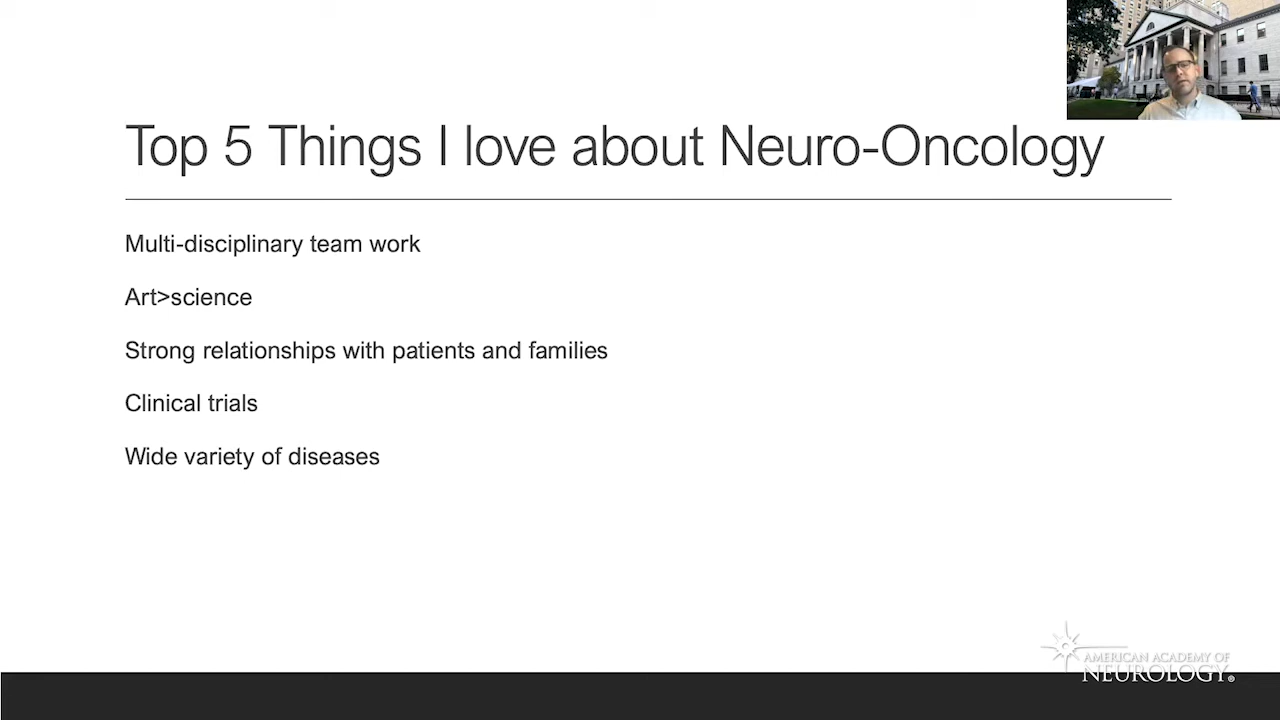 Top 5 Things I love about Neuro-Oncology
Multi-disciplinary team work
Art>science
Strong relationships with patients and families
Clinical trials
Wide variety of diseases
AMERICAN ACADEMY OF
NEUROLOGY®